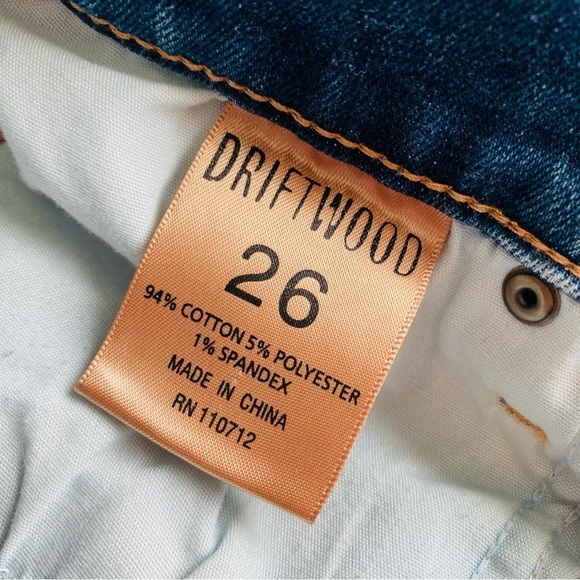 DRIFTWOOD
26
94% COTTON 5% POLYESTER
1% SPANDEX
MADE IN CHINA
RN 110712